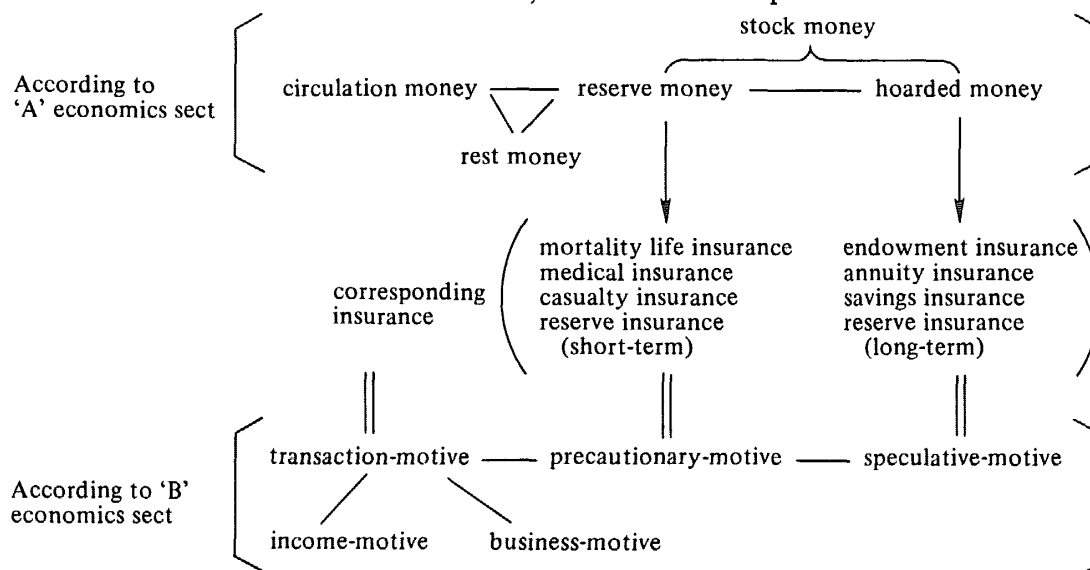 stock money
According to
'A' economics sect
circulation money
reserve money
hoarded money
rest money
corresponding
insurance
mortality life insurance
medical insurance
casualty insurance
reserve insurance
(short-term)
endowment insurance
annuity insurance
savings insurance
reserve insurance
(long-term)
According to 'B'
economics sect
transaction-motive
precautionary-motive
speculative-motive
income-motive
business-motive